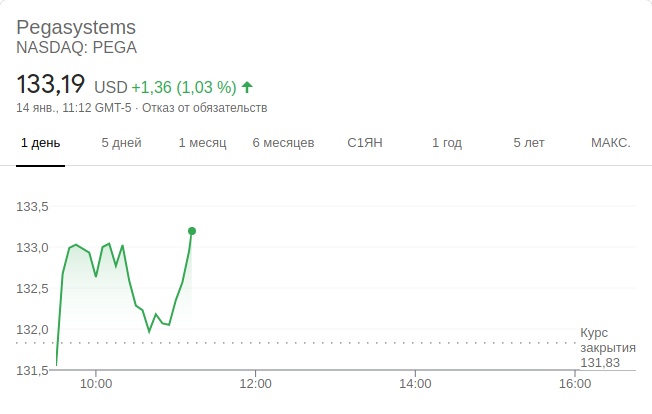 Pegasystems
NASDAQ: PEGA
133,19 USD +1,36 (1,03 %)
14 янв., 11:12 GMT-5 · Отказ от обязательств
1 день 5 дней 1 месяц 6 месяцев С1ЯН 1 год 5 лет МАКС.
133,5
133,0
132,5
132,0
Курс
закрытия
131,83
131,5
10:00 12:00 14:00 16:00